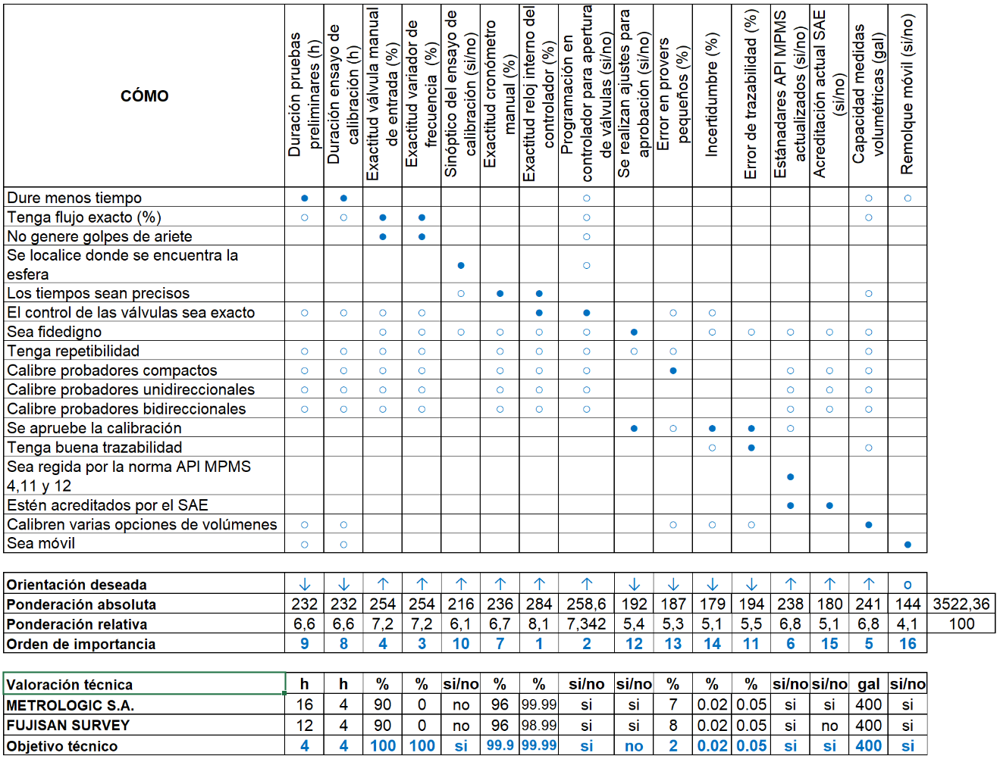 CÓMO
Duración pruebas
preliminares (h)
Duración ensayo de
calibración (h)
Exactitud válvula manual
de entrada (%)
Exactitud variador de
frecuencia (%)
Sinóptico del ensayo de
calibración (si/no)
Exactitud cronómetro
manual (%)
Exactitud reloj interno del
controlador (%)
Programación en
controlador para apertura
de válvulas (si/no)
Se realizan ajustes para
aprobación (si/no)
Error en provers
pequeños (%)
Incertidumbre (%)
Error de trazabilidad (%)
Estánadares API MPMS
actualizados (si/no)
Acreditación actual SAE
(si/no)
Capacidad medidas
volumétricas (gal)
Remolque móvil (si/no)
Dure menos tiempo ● ● ○ ○ ○
Tenga flujo exacto (%) ○ ○ ● ● ○ ○
No genere golpes de ariete ● ● ○
Se localice donde se encuentra la
esfera ● ○
Los tiempos sean precisos ○ ● ● ○
El control de las válvulas sea exacto ○ ○ ○ ○ ● ● ○ ○
Sea fidedigno ○ ○ ○ ○ ○ ○ ● ○ ○ ○ ○ ○
Tenga repetibilidad ○ ○ ○ ○ ○ ○ ○ ○ ○ ○
Calibre probadores compactos ○ ○ ○ ○ ○ ○ ○ ● ○ ○ ○
Calibre probadores unidireccionales ○ ○ ○ ○ ○ ○ ○ ○ ○ ○
Calibre probadores bidireccionales ○ ○ ○ ○ ○ ○ ○ ○ ○ ○
Se apruebe la calibración ● ○ ● ● ○
Tenga buena trazabilidad ○ ● ○
Sea regida por la norma API MPMS
4,11 y 12 ●
Estén acreditados por el SAE ● ●
Calibren varias opciones de volúmenes ○ ○ ○ ○ ○ ●
Sea móvil ○ ○ ●
Orientación deseada ↓ ↓ ↑ ↑ ↑ ↑ ↑ ↑ ↓ ↓ ↓ ↓ ↑ ↑ ↑ o
Ponderación absoluta 232 232 254 254 216 236 284 258,6 192 187 179 194 238 180 241 144 3522,36
Ponderación relativa 6,6 6,6 7,2 7,2 6,1 6,7 8,1 7,342 5,4 5,3 5,1 5,5 6,8 5,1 6,8 4,1 100
Orden de importancia 9 8 4 3 10 7 1 2 12 13 14 11 6 15 5 16
Valoración técnica h h % % si/no % % si/no si/no % % % si/no si/no gal si/no
METROLOGIC S.A. 16 4 90 0 no 96 99.99 si si 7 0.02 0.05 si si 400 si
FUJISAN SURVEY 12 4 90 0 no 96 98.99 si si 8 0.02 0.05 si no 400 si
Objetivo técnico 4 4 100 100 si 99.9 99.99 si no 2 0.02 0.05 si si 400 si